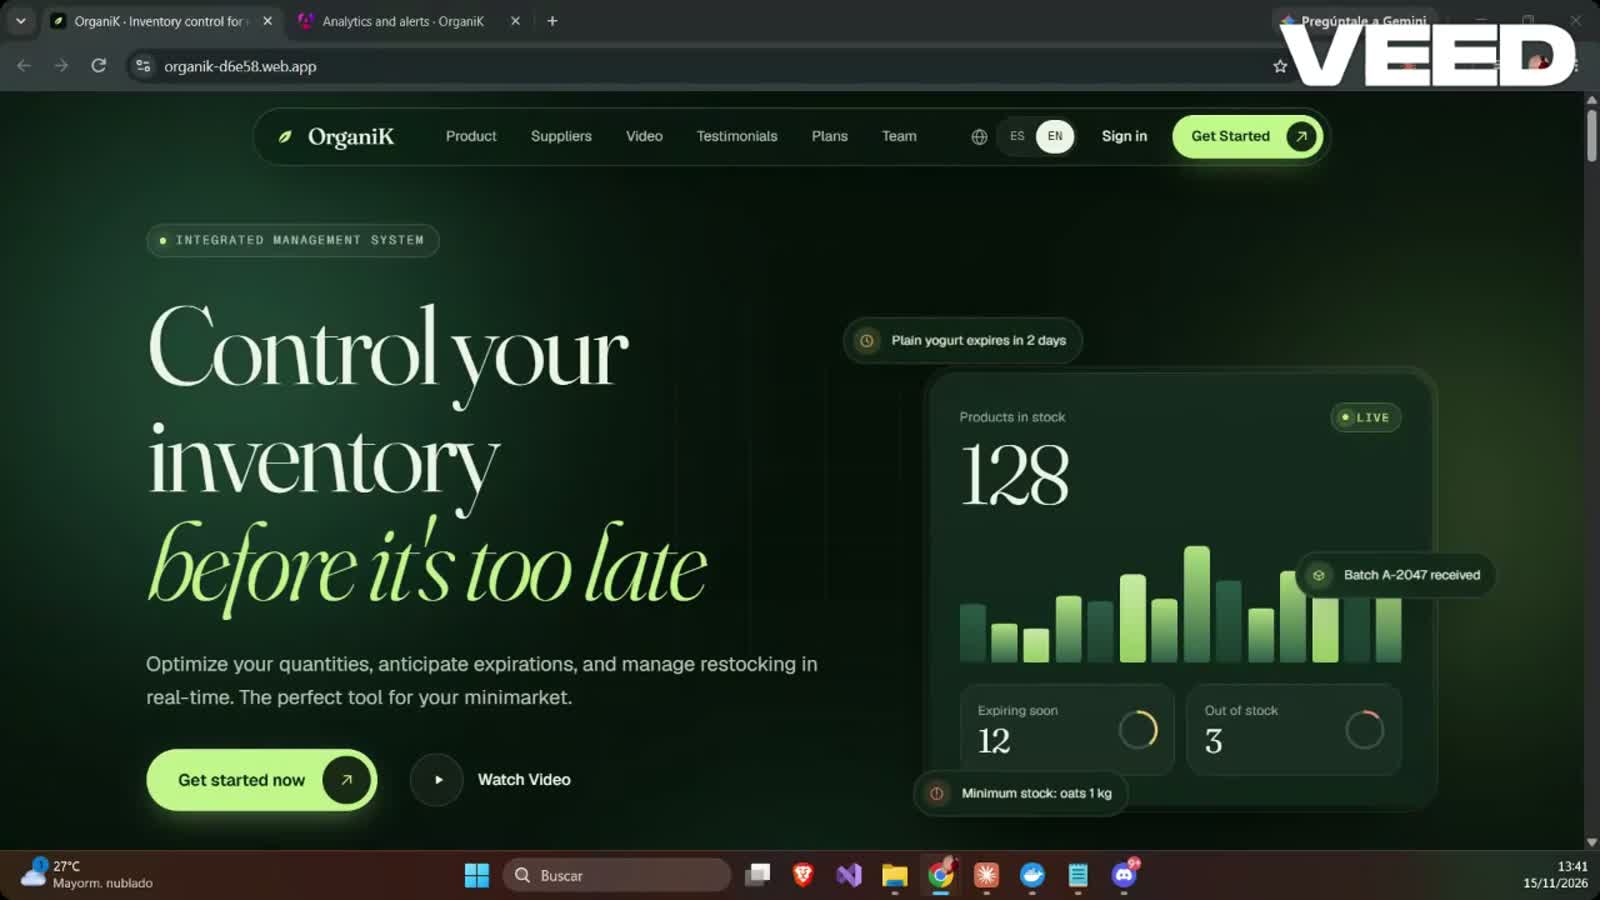 OrganiK · Inventory control for
Analytics and alerts · OrganiK
Pregúntale a Gemini
VEED
organik-d6e58.web.app
OrganiK
Product
Suppliers
Video
Testimonials
Plans
Team
ES
EN
Sign in
Get Started
INTEGRATED MANAGEMENT SYSTEM
Control your
inventory
before it's too late
Optimize your quantities, anticipate expirations, and manage restocking in
real-time. The perfect tool for your minimarket.
Get started now
Watch Video
Plain yogurt expires in 2 days
Products in stock
LIVE
128
Batch A-2047 received
Expiring soon
12
Out of stock
3
Minimum stock: oats 1 kg
27°C
Mayorm. nublado
Buscar
9+
13:41
15/11/2026